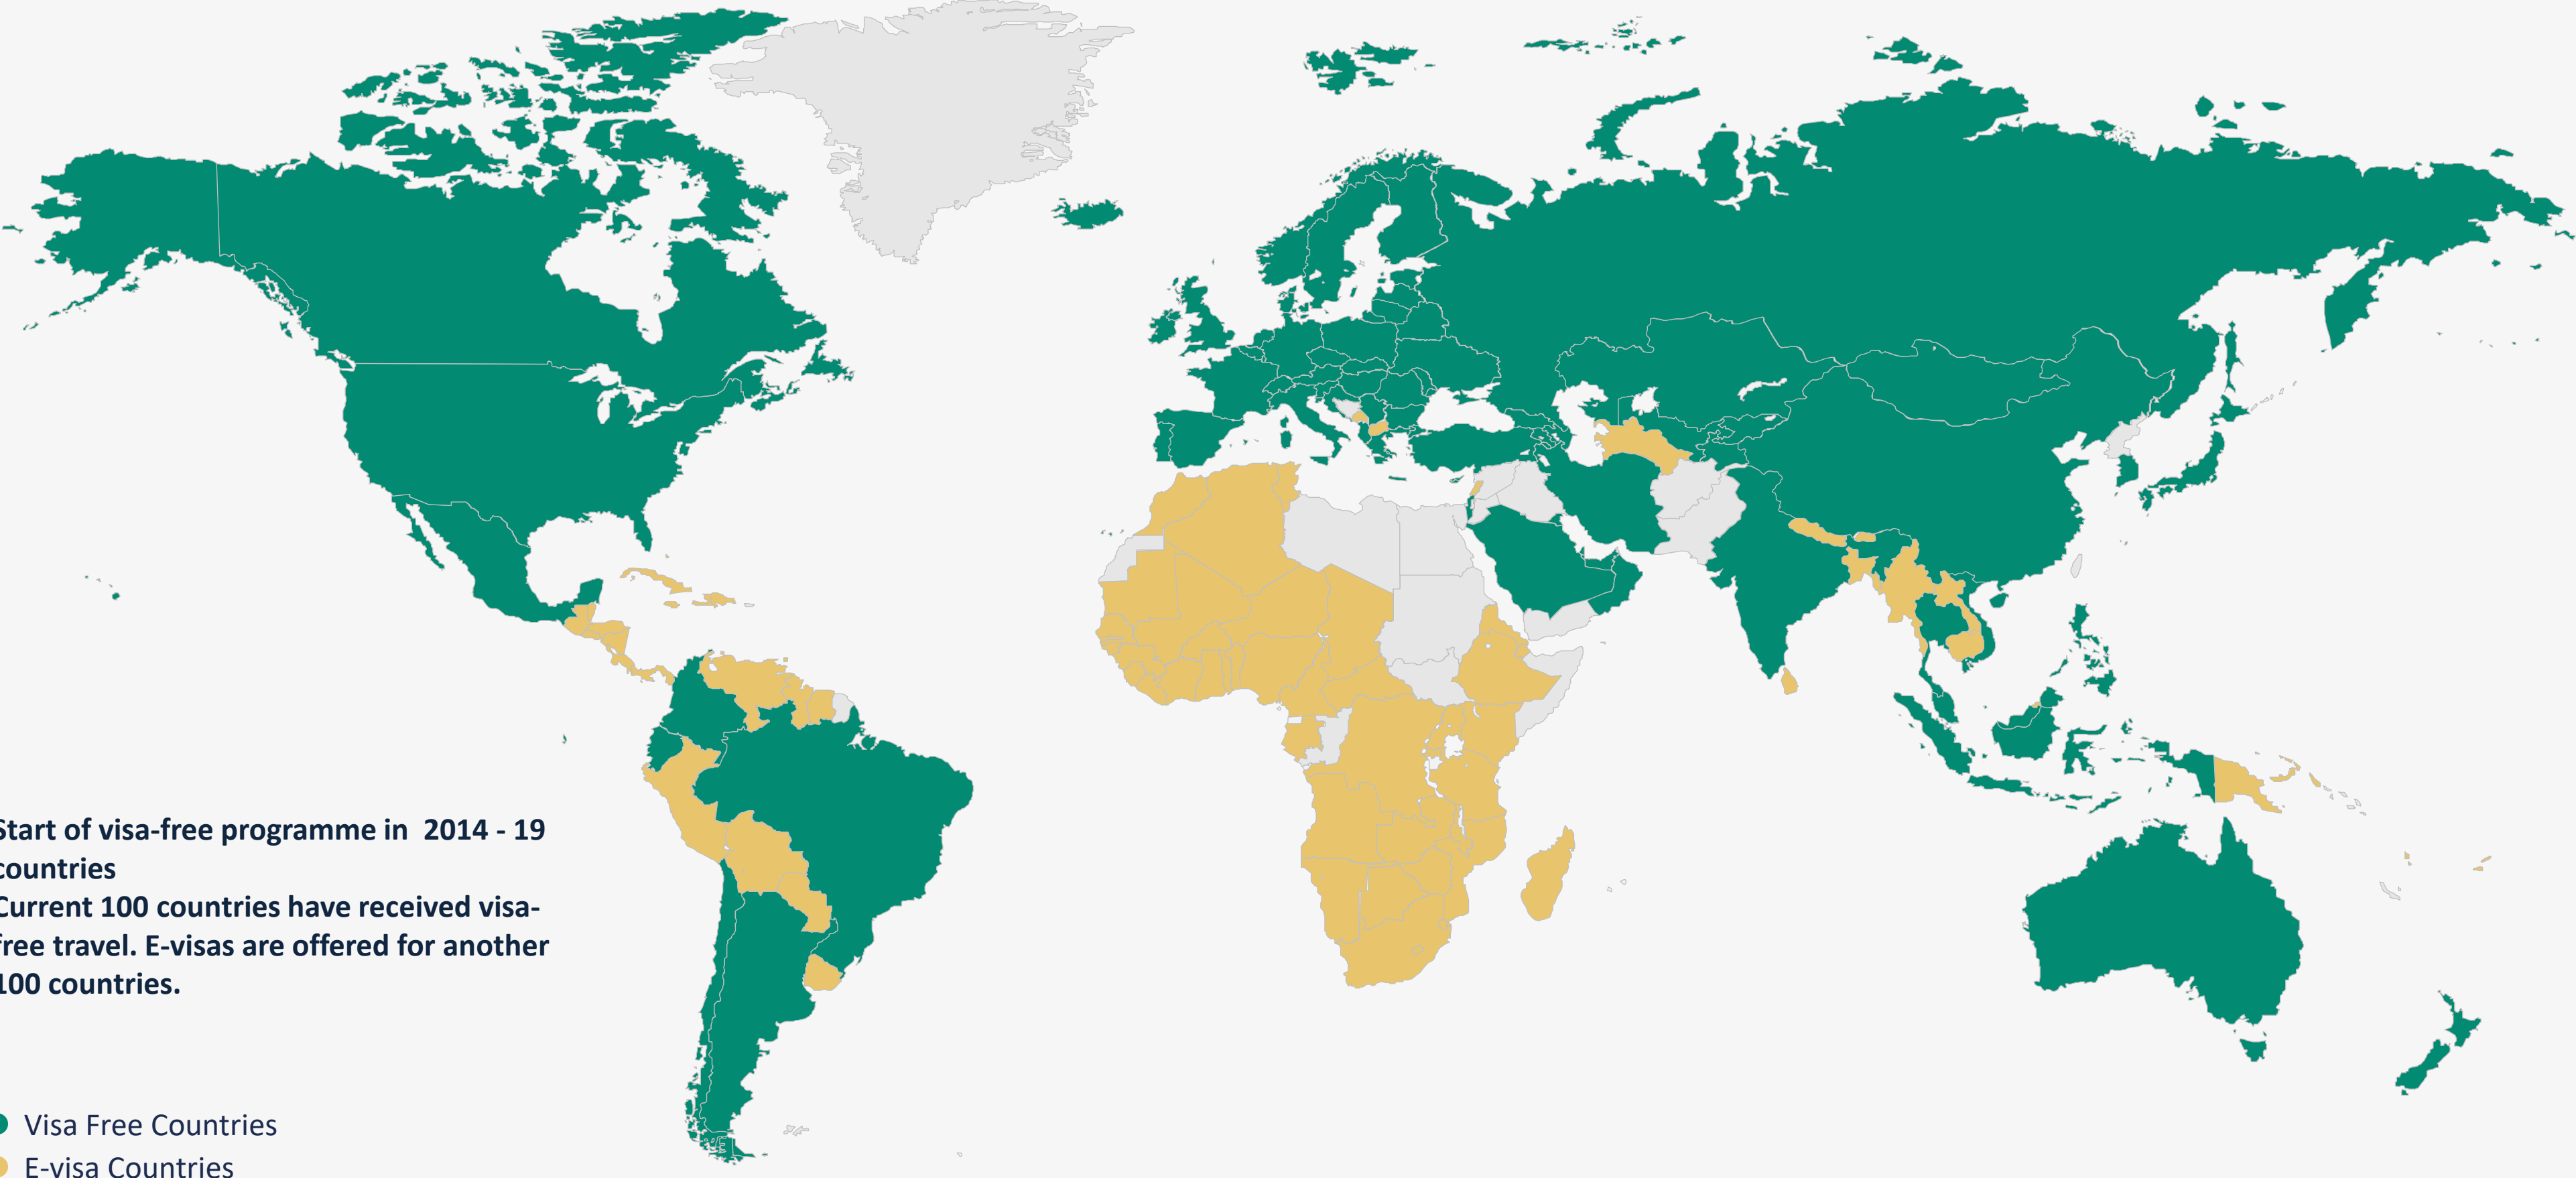 Start of visa-free programme in 2014 - 19
countries
Current 100 countries have received visa-
free travel. E-visas are offered for another
100 countries.
Visa Free Countries
E-visa Countries